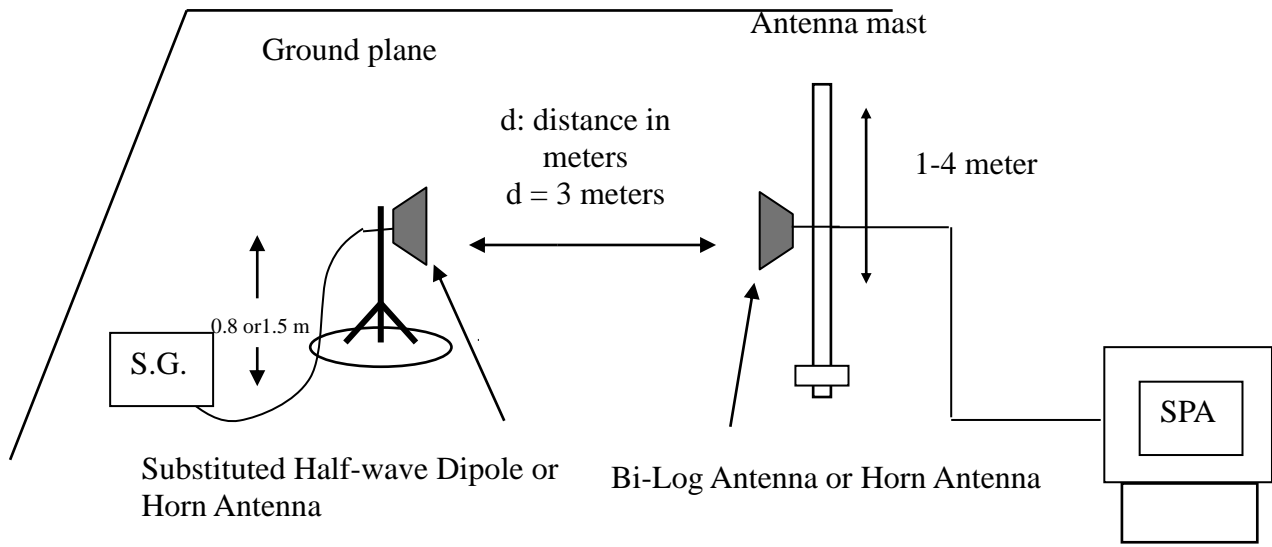 Antenna mast
Ground plane
d: distance in
meters
d = 3 meters
1-4 meter
0.8 or1.5 m
S.G.
SPA
Substituted Half-wave Dipole or
Horn Antenna
Bi-Log Antenna or Horn Antenna